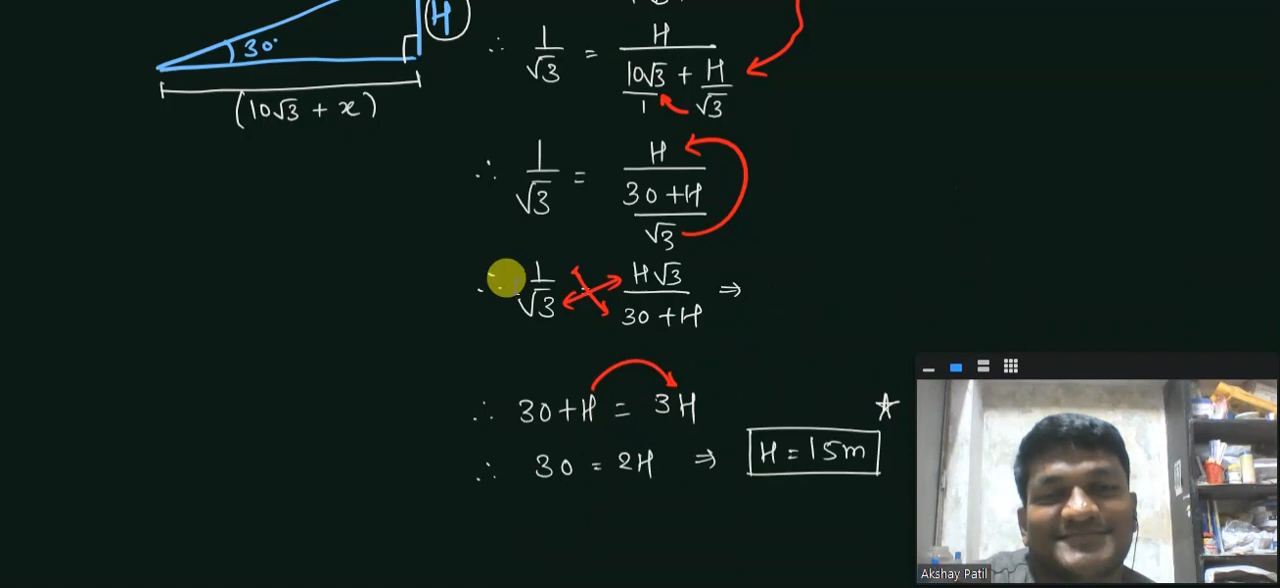 H
30°
(10√3 + x)
∴ 1/√3 = H/(10√3/1 + H/√3)
∴ 1/√3 = H/((30 + H)/√3)
∴ 1/√3 = H√3/(30 + H) ⇒
∴ 30 + H = 3H
∴ 30 = 2H ⇒ H = 15m
Akshay Patil